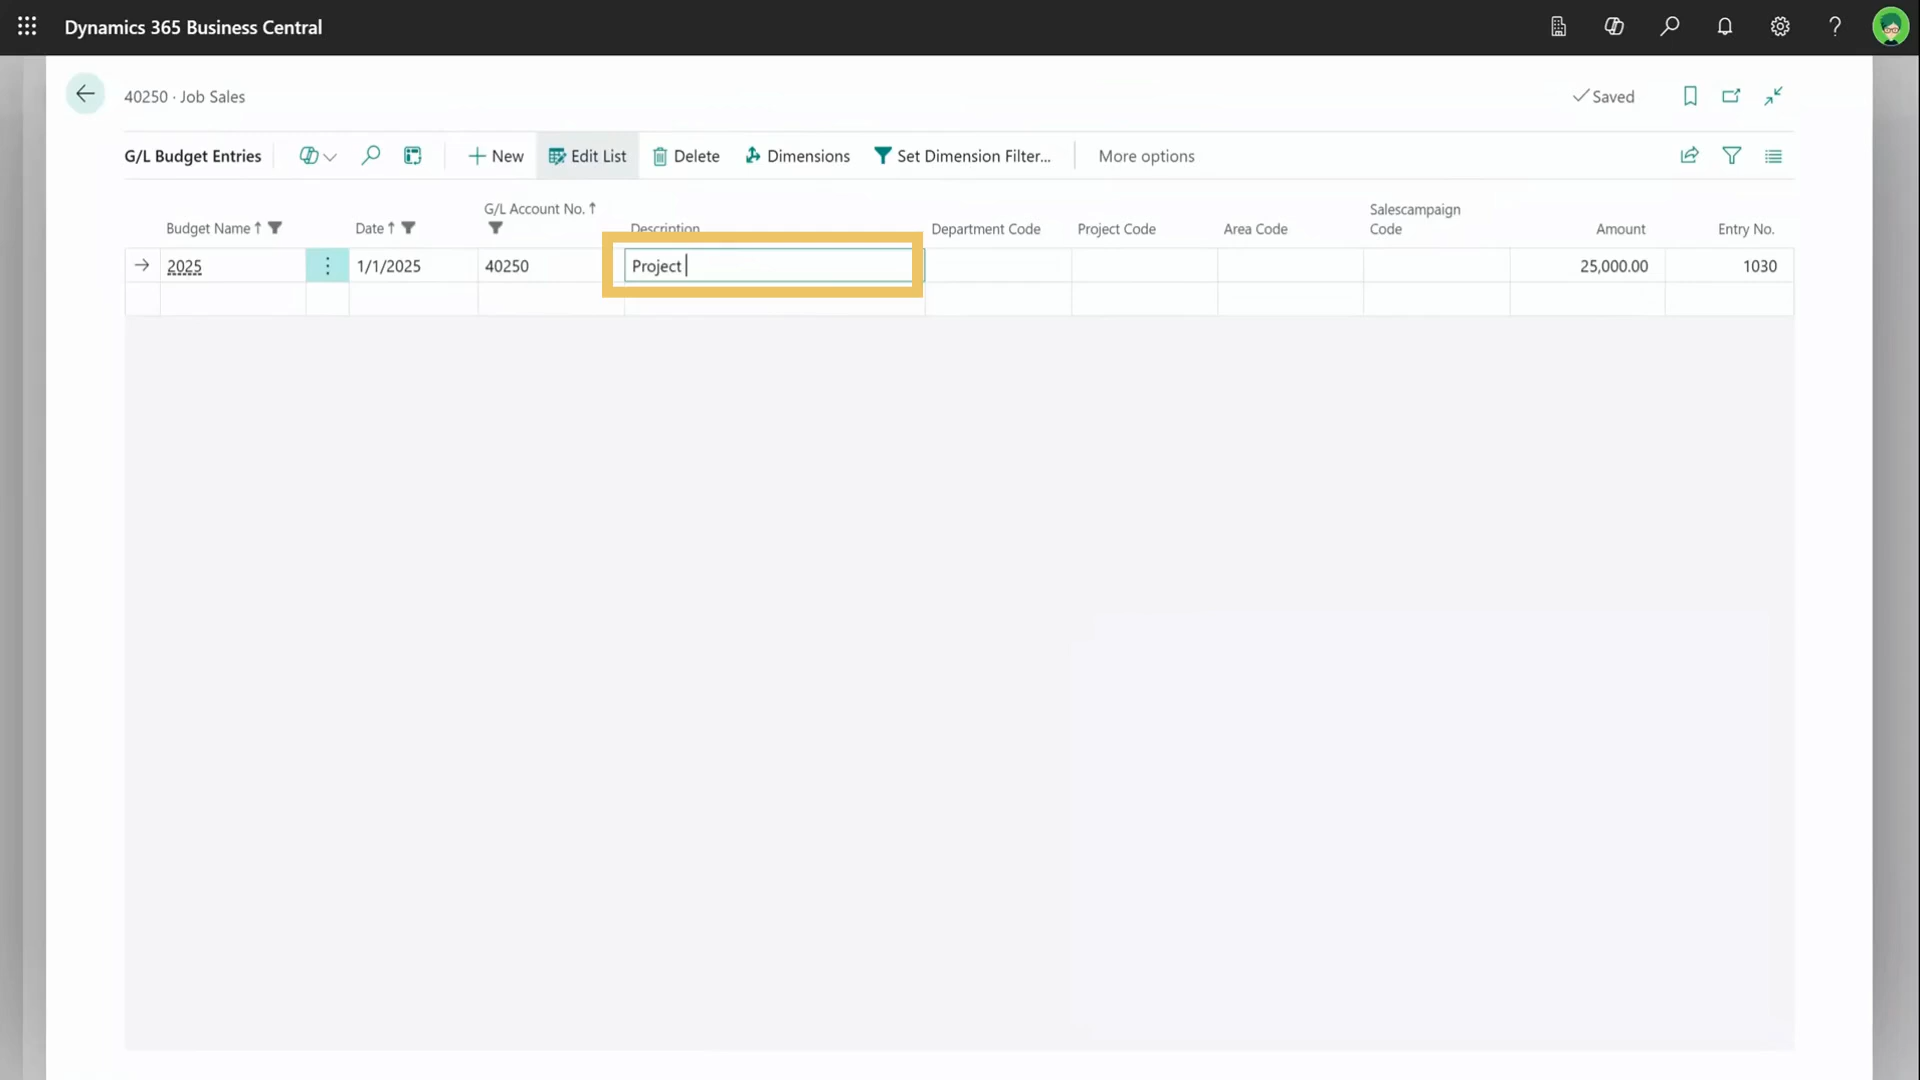 Dynamics 365 Business Central
?
40250 · Job Sales
Saved
G/L Budget Entries
New
Edit List
Delete
Dimensions
Set Dimension Filter...
More options
Budget Name ↑
Date ↑
G/L Account No. ↑
Description
Department Code
Project Code
Area Code
Salescampaign
Code
Amount
Entry No.
2025
1/1/2025
40250
Project
25,000.00
1030